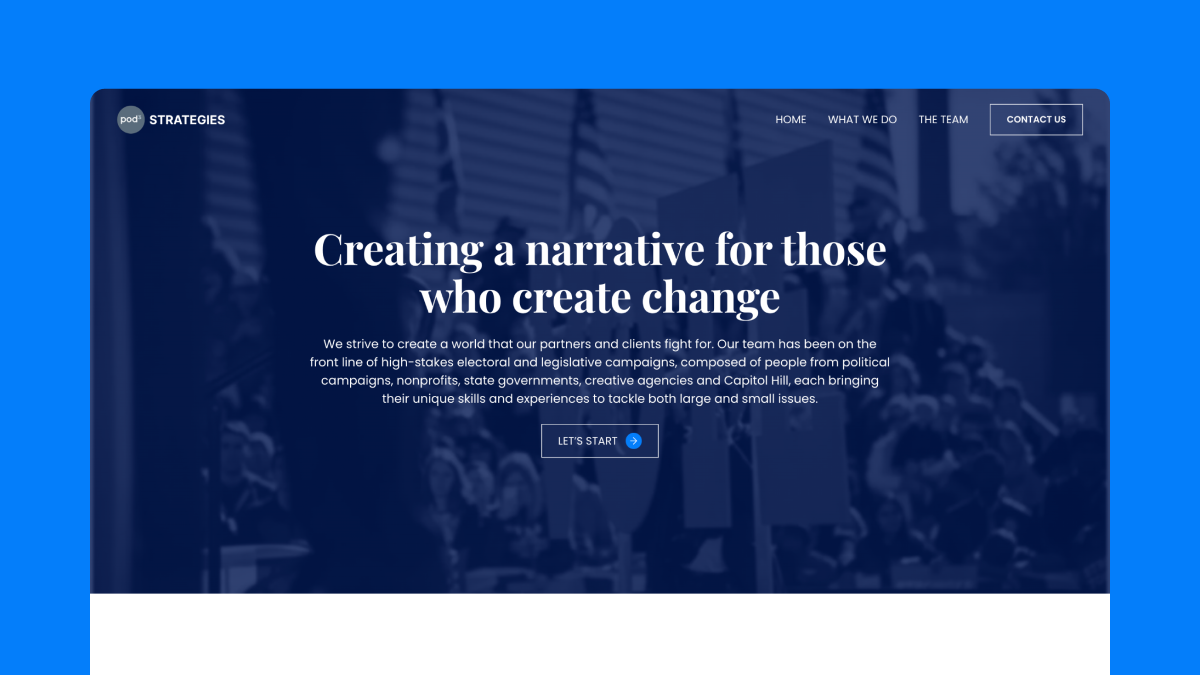 pod STRATEGIES
HOME WHAT WE DO THE TEAM CONTACT US
Creating a narrative for those
who create change
We strive to create a world that our partners and clients fight for. Our team has been on the
front line of high-stakes electoral and legislative campaigns, composed of people from political
campaigns, nonprofits, state governments, creative agencies and Capitol Hill, each bringing
their unique skills and experiences to tackle both large and small issues.
LET'S START